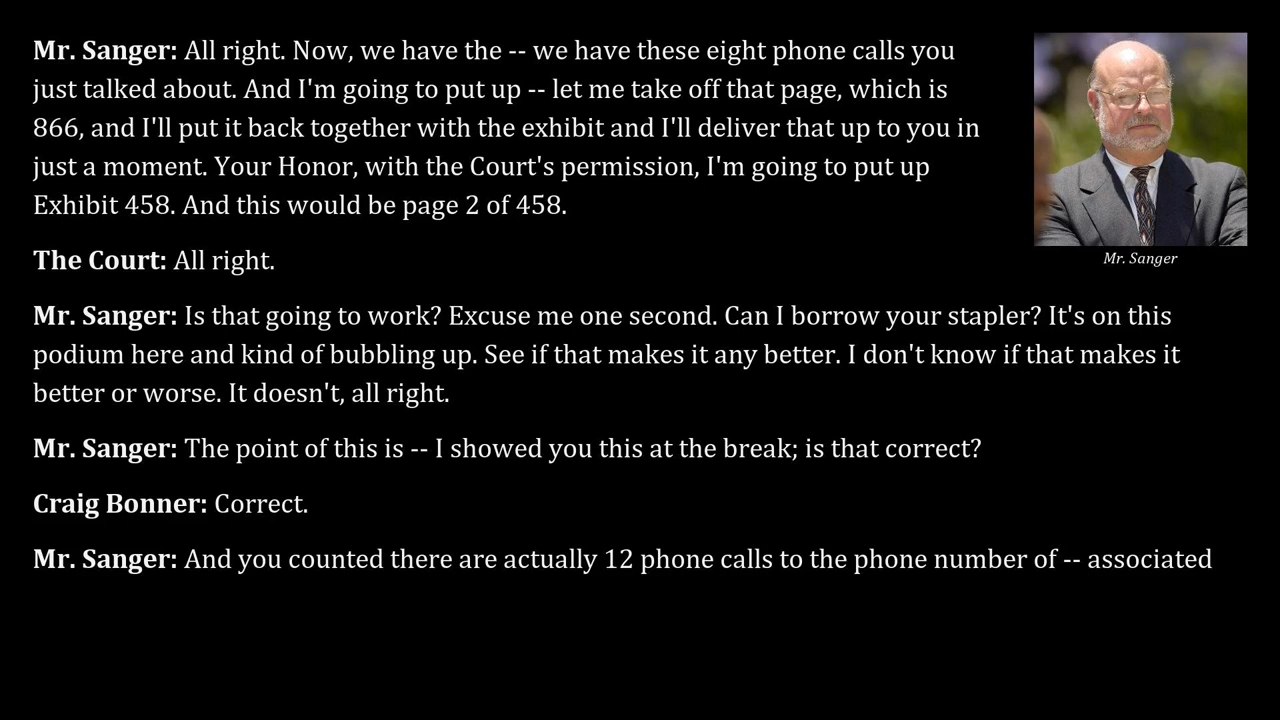 Mr. Sanger: All right. Now, we have the -- we have these eight phone calls you
just talked about. And I'm going to put up -- let me take off that page, which is
866, and I'll put it back together with the exhibit and I'll deliver that up to you in
just a moment. Your Honor, with the Court's permission, I'm going to put up
Exhibit 458. And this would be page 2 of 458.
Mr. Sanger
The Court: All right.
Mr. Sanger: Is that going to work? Excuse me one second. Can I borrow your stapler? It's on this
podium here and kind of bubbling up. See if that makes it any better. I don't know if that makes it
better or worse. It doesn't, all right.
Mr. Sanger: The point of this is -- I showed you this at the break; is that correct?
Craig Bonner: Correct.
Mr. Sanger: And you counted there are actually 12 phone calls to the phone number of -- associated